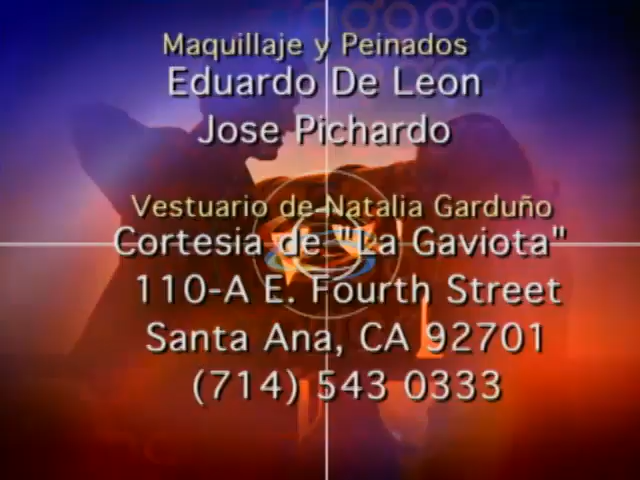 Maquillaje y Peinados
Eduardo De Leon
Jose Pichardo
Vestuario de Natalia Garduño
Cortesia de "La Gaviota"
110-A E. Fourth Street
Santa Ana, CA 92701
(714) 543 0333